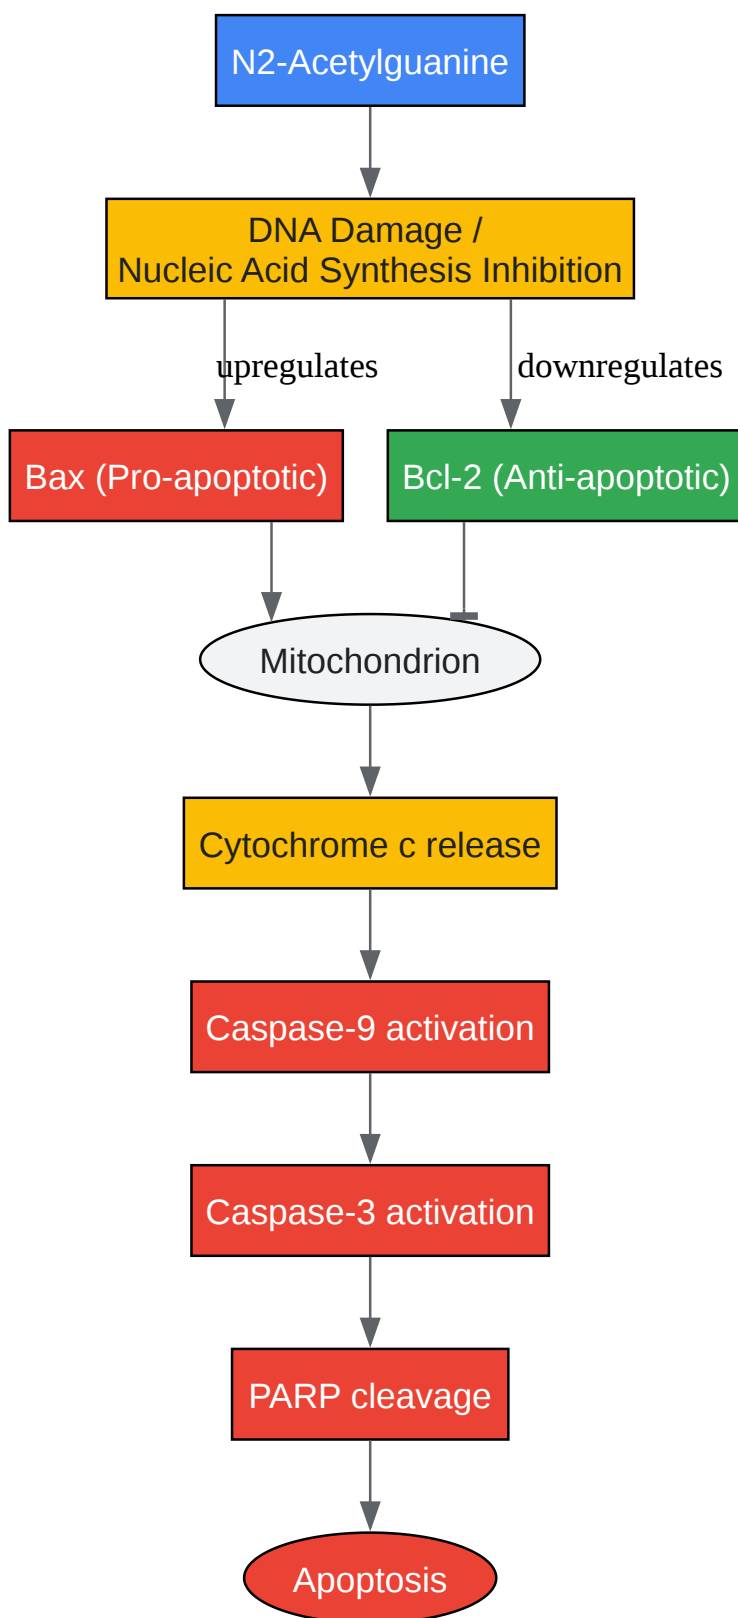 N2-Acetylguanine
DNA Damage /
Nucleic Acid Synthesis Inhibition
upregulates
downregulates
Bax (Pro-apoptotic)
Bcl-2 (Anti-apoptotic)
Mitochondrion
Cytochrome c release
Caspase-9 activation
Caspase-3 activation
PARP cleavage
Apoptosis